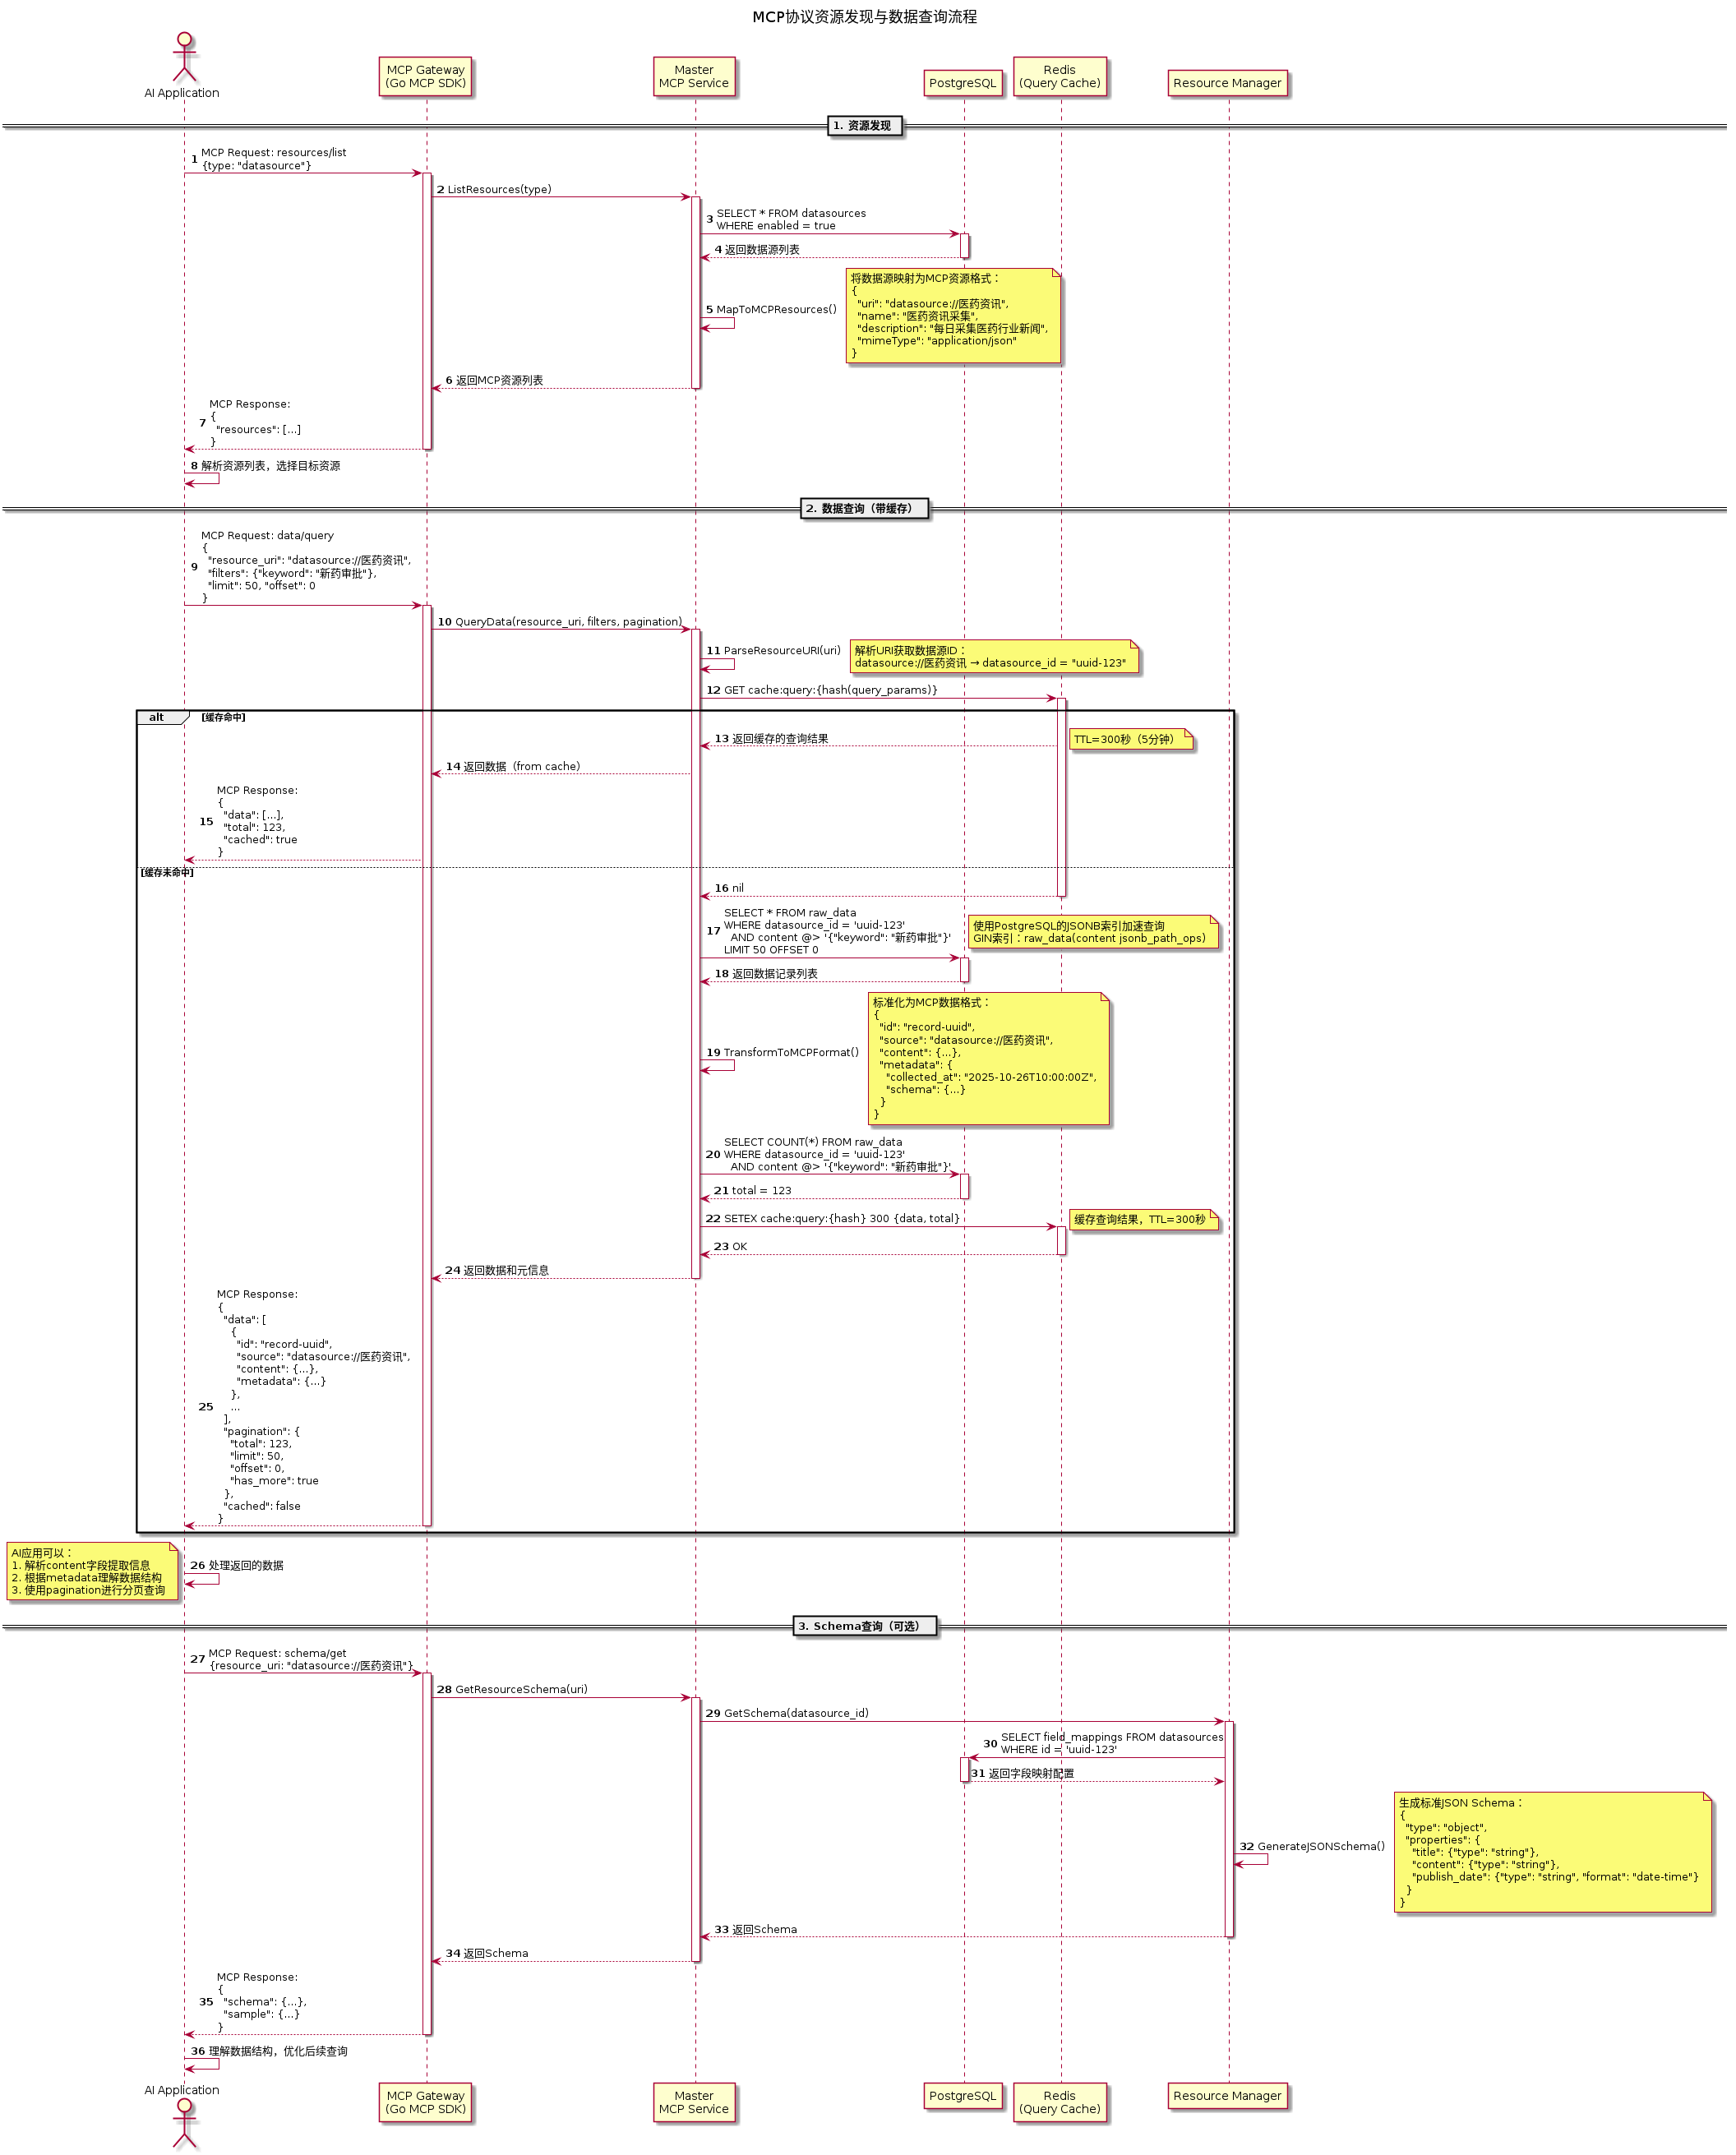 MCP协议资源发现与数据查询流程
AI Application
MCP Gateway
(Go MCP SDK)
Master
MCP Service
PostgreSQL
Redis
(Query Cache)
Resource Manager
1. 资源发现
1 MCP Request: resources/list
{type: "datasource"}
2 ListResources(type)
3 SELECT * FROM datasources
WHERE enabled = true
4 返回数据源列表
5 MapToMCPResources()
将数据源映射为MCP资源格式：
{
"uri": "datasource://医药资讯",
"name": "医药资讯采集",
"description": "每日采集医药行业新闻",
"mimeType": "application/json"
}
6 返回MCP资源列表
7 MCP Response:
{
"resources": [...]
}
8 解析资源列表，选择目标资源
2. 数据查询（带缓存）
9 MCP Request: data/query
{
"resource_uri": "datasource://医药资讯",
"filters": {"keyword": "新药审批"},
"limit": 50, "offset": 0
}
10 QueryData(resource_uri, filters, pagination)
11 ParseResourceURI(uri)
解析URI获取数据源ID：
datasource://医药资讯 → datasource_id = "uuid-123"
12 GET cache:query:{hash(query_params)}
alt [缓存命中]
13 返回缓存的查询结果
TTL=300秒（5分钟）
14 返回数据（from cache）
15 MCP Response:
{
"data": [...],
"total": 123,
"cached": true
}
[缓存未命中]
16 nil
17 SELECT * FROM raw_data
WHERE datasource_id = 'uuid-123'
AND content @> '{"keyword": "新药审批"}'
LIMIT 50 OFFSET 0
使用PostgreSQL的JSONB索引加速查询
GIN索引：raw_data(content jsonb_path_ops)
18 返回数据记录列表
19 TransformToMCPFormat()
标准化为MCP数据格式：
{
"id": "record-uuid",
"source": "datasource://医药资讯",
"content": {...},
"metadata": {
"collected_at": "2025-10-26T10:00:00Z",
"schema": {...}
}
}
20 SELECT COUNT(*) FROM raw_data
WHERE datasource_id = 'uuid-123'
AND content @> '{"keyword": "新药审批"}'
21 total = 123
22 SETEX cache:query:{hash} 300 {data, total}
缓存查询结果，TTL=300秒
23 OK
24 返回数据和元信息
25 MCP Response:
{
"data": [
{
"id": "record-uuid",
"source": "datasource://医药资讯",
"content": {...},
"metadata": {...}
},
...
],
"pagination": {
"total": 123,
"limit": 50,
"offset": 0,
"has_more": true
},
"cached": false
}
26 处理返回的数据
AI应用可以：
1. 解析content字段提取信息
2. 根据metadata理解数据结构
3. 使用pagination进行分页查询
3. Schema查询（可选）
27 MCP Request: schema/get
{resource_uri: "datasource://医药资讯"}
28 GetResourceSchema(uri)
29 GetSchema(datasource_id)
30 SELECT field_mappings FROM datasources
WHERE id = 'uuid-123'
31 返回字段映射配置
32 GenerateJSONSchema()
生成标准JSON Schema：
{
"type": "object",
"properties": {
"title": {"type": "string"},
"content": {"type": "string"},
"publish_date": {"type": "string", "format": "date-time"}
}
}
33 返回Schema
34 返回Schema
35 MCP Response:
{
"schema": {...},
"sample": {...}
}
36 理解数据结构，优化后续查询
AI Application
MCP Gateway
(Go MCP SDK)
Master
MCP Service
PostgreSQL
Redis
(Query Cache)
Resource Manager